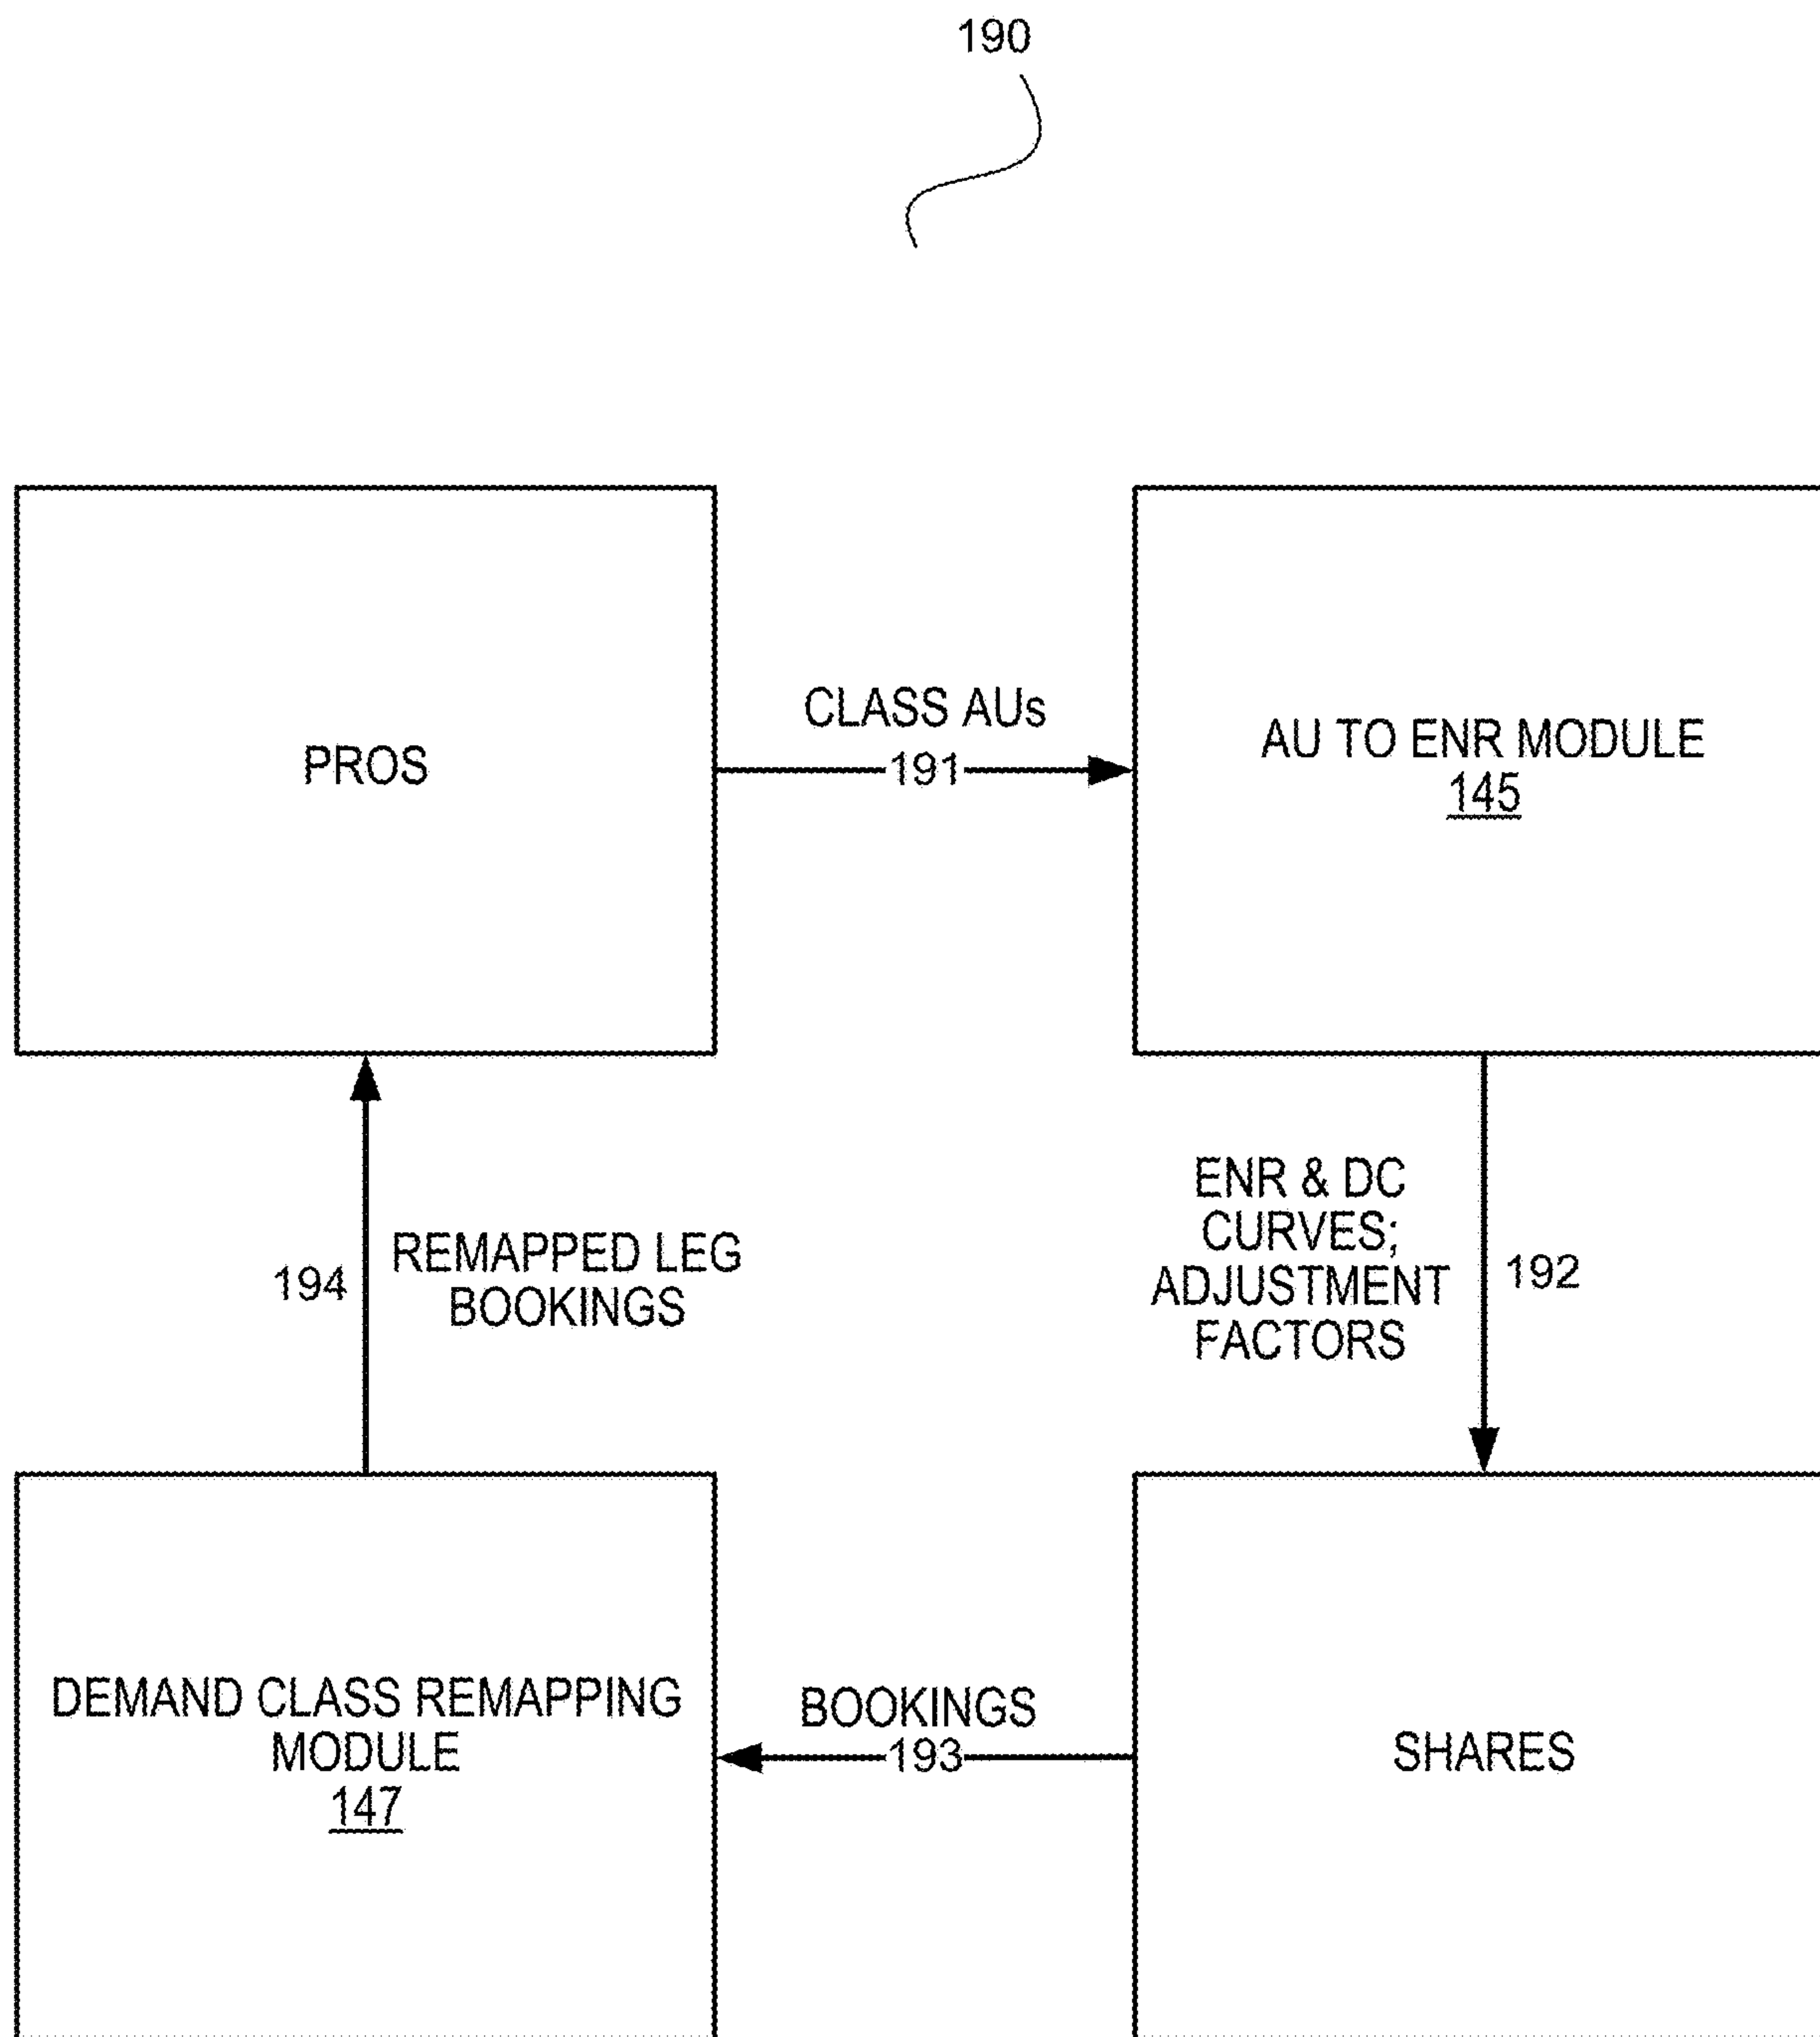 190
PROS
CLASS AUs
191
AU TO ENR MODULE
145
194
REMAPPED LEG
BOOKINGS
ENR & DC
CURVES;
ADJUSTMENT
FACTORS
192
DEMAND CLASS REMAPPING
MODULE
147
BOOKINGS
193
SHARES